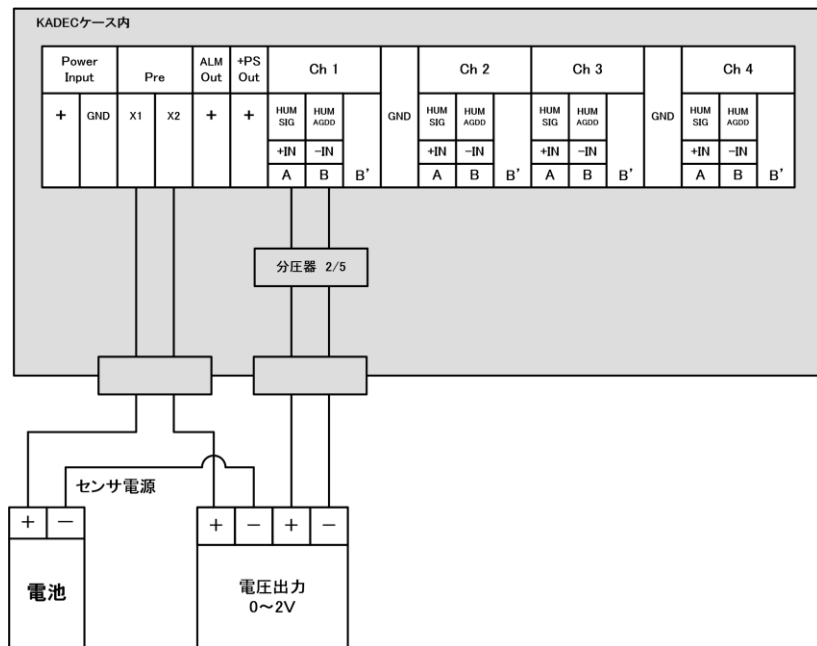 KADECケース内
Power Input
Pre
ALM Out
+PS Out
Ch 1
GND
Ch 2
Ch 3
GND
Ch 4
+ GND X1 X2 + +
HUM SIG HUM AGDD
+IN -IN
A B B'
HUM SIG HUM AGDD
+IN -IN
A B B'
HUM SIG HUM AGDD
+IN -IN
A B B'
HUM SIG HUM AGDD
+IN -IN
A B B'
分圧器 2/5
センサ電源
+ -
+ - + -
電池
電圧出力
0～2V